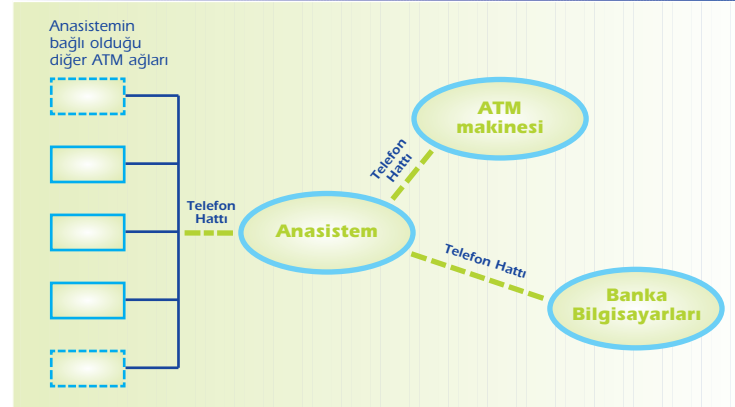 Anasistemin
bağlı olduğu
diğer ATM ağları
ATM
makinesi
Telefon
Hattı
Telefon
Hattı
Anasistem
Telefon Hattı
Banka
Bilgisayarları